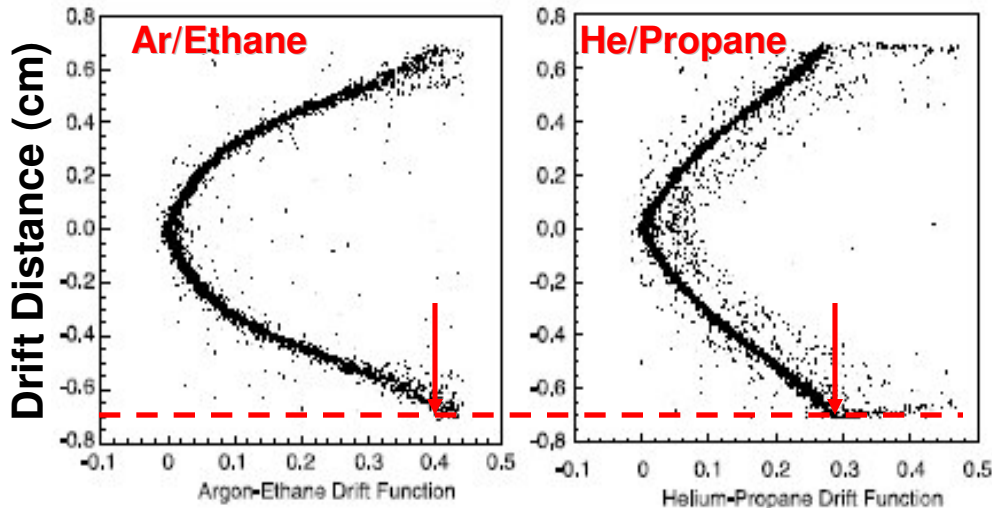 Drift Distance (cm)
Ar/Ethane
0.8
0.6
0.4
0.2
0.0
-0.2
-0.4
-0.6
-0.8
-0.1 0 0.1 0.2 0.3 0.4 0.5
Argon-Ethane Drift Function
He/Propane
0.8
0.6
0.4
0.2
0.0
-0.2
-0.4
-0.6
-0.8
-0.1 0 0.1 0.2 0.3 0.4 0.5
Helium-Propane Drift Function